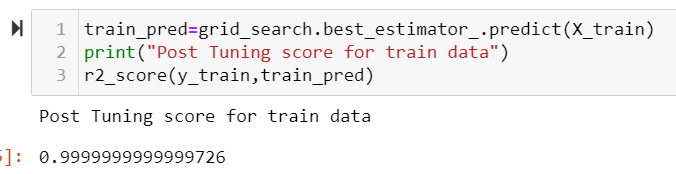 1 train_pred=grid_search.best_estimator_.predict(X_train)
2 print("Post Tuning score for train data")
3 r2_score(y_train,train_pred)
Post Tuning score for train data
]: 0.9999999999999726